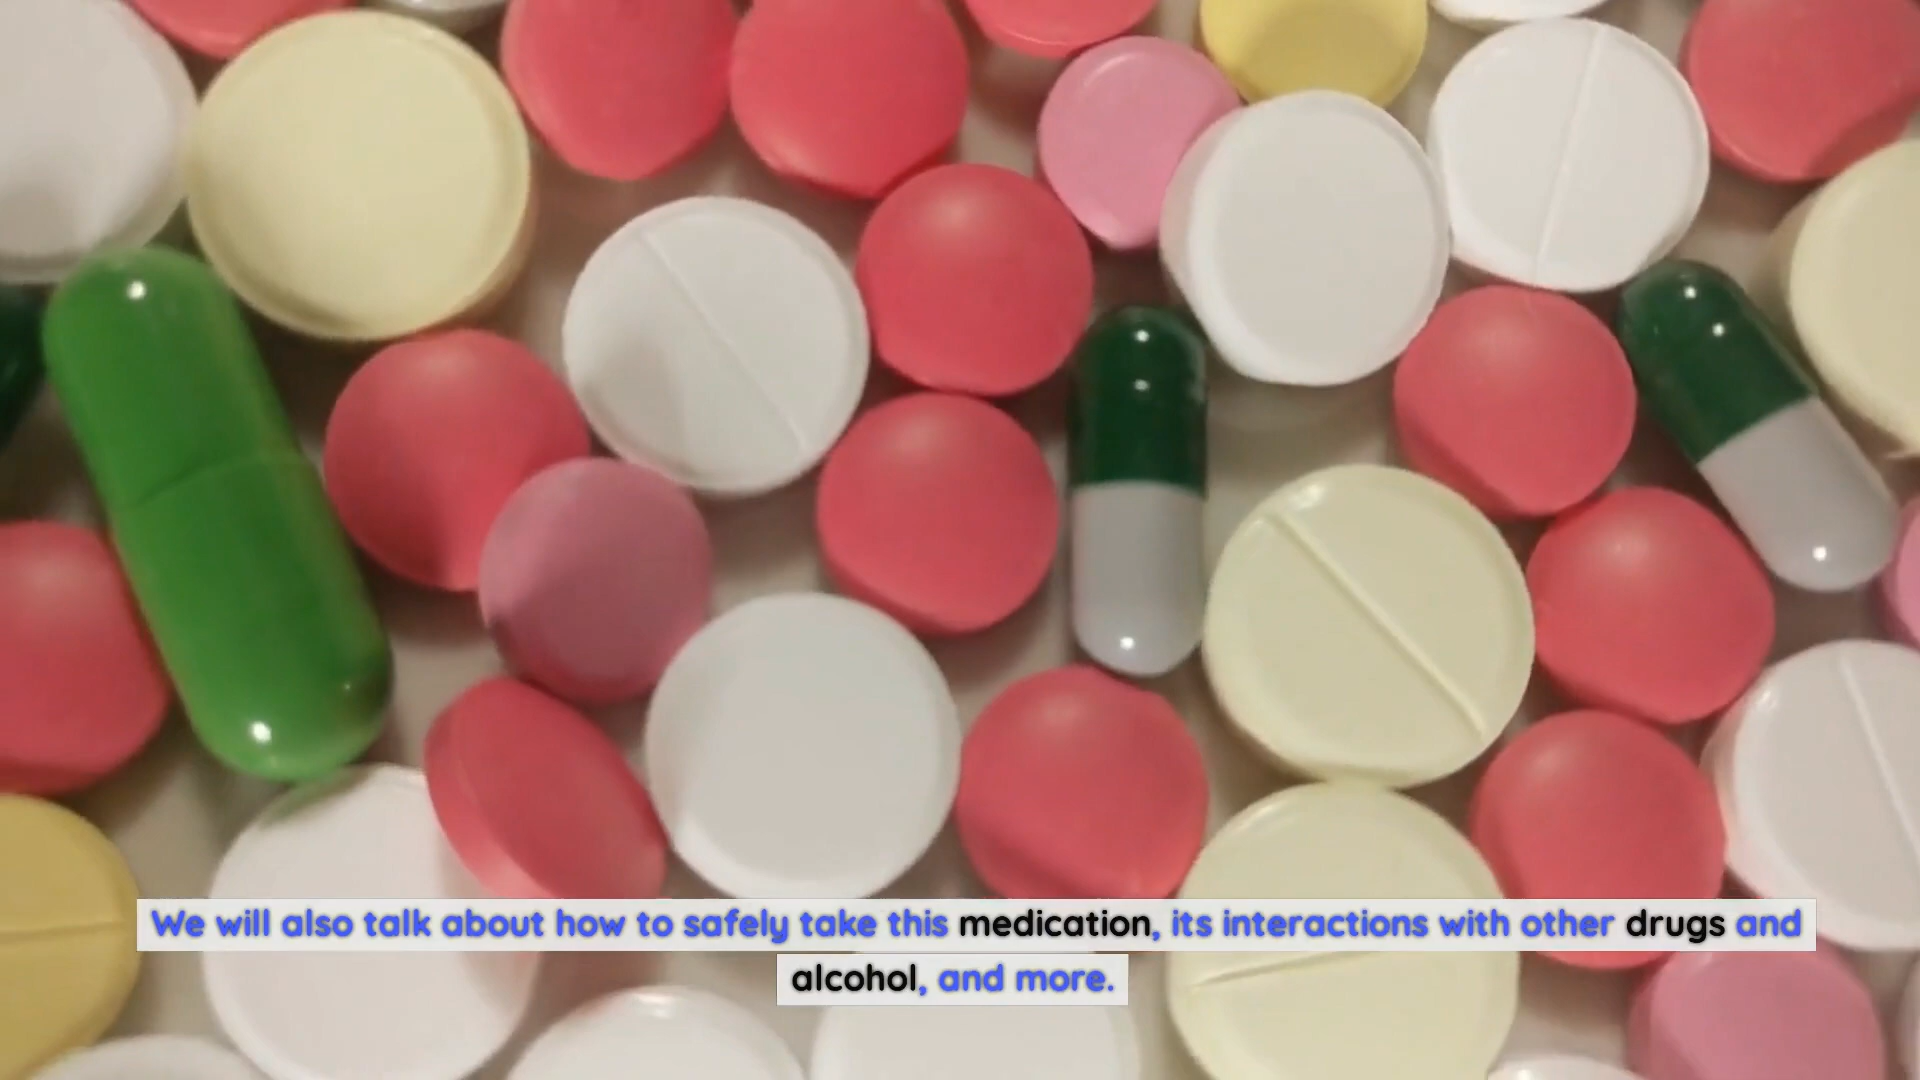 We will also talk about how to safely take this medication, its interactions with other drugs and
alcohol, and more.